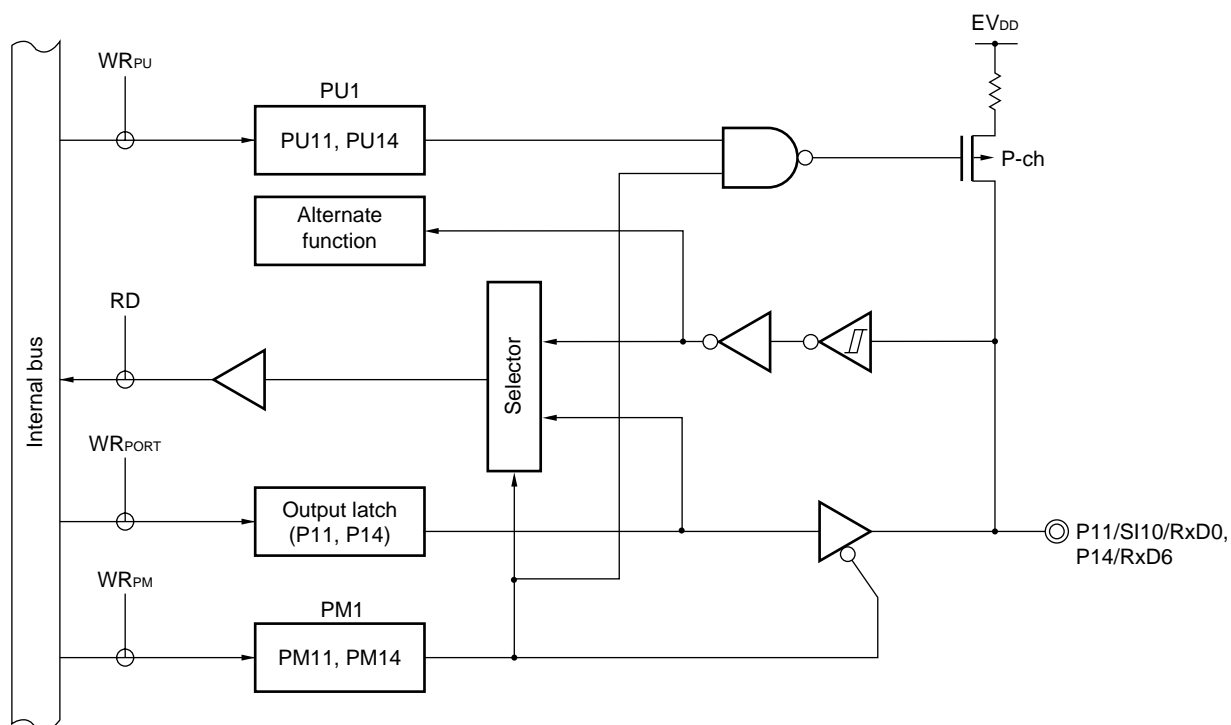 EVDD
WRPU
PU1
PU11, PU14
P-ch
Alternate
function
RD
Selector
Internal bus
WRPORT
Output latch
(P11, P14)
P11/SI10/RxD0,
P14/RxD6
WRPM
PM1
PM11, PM14